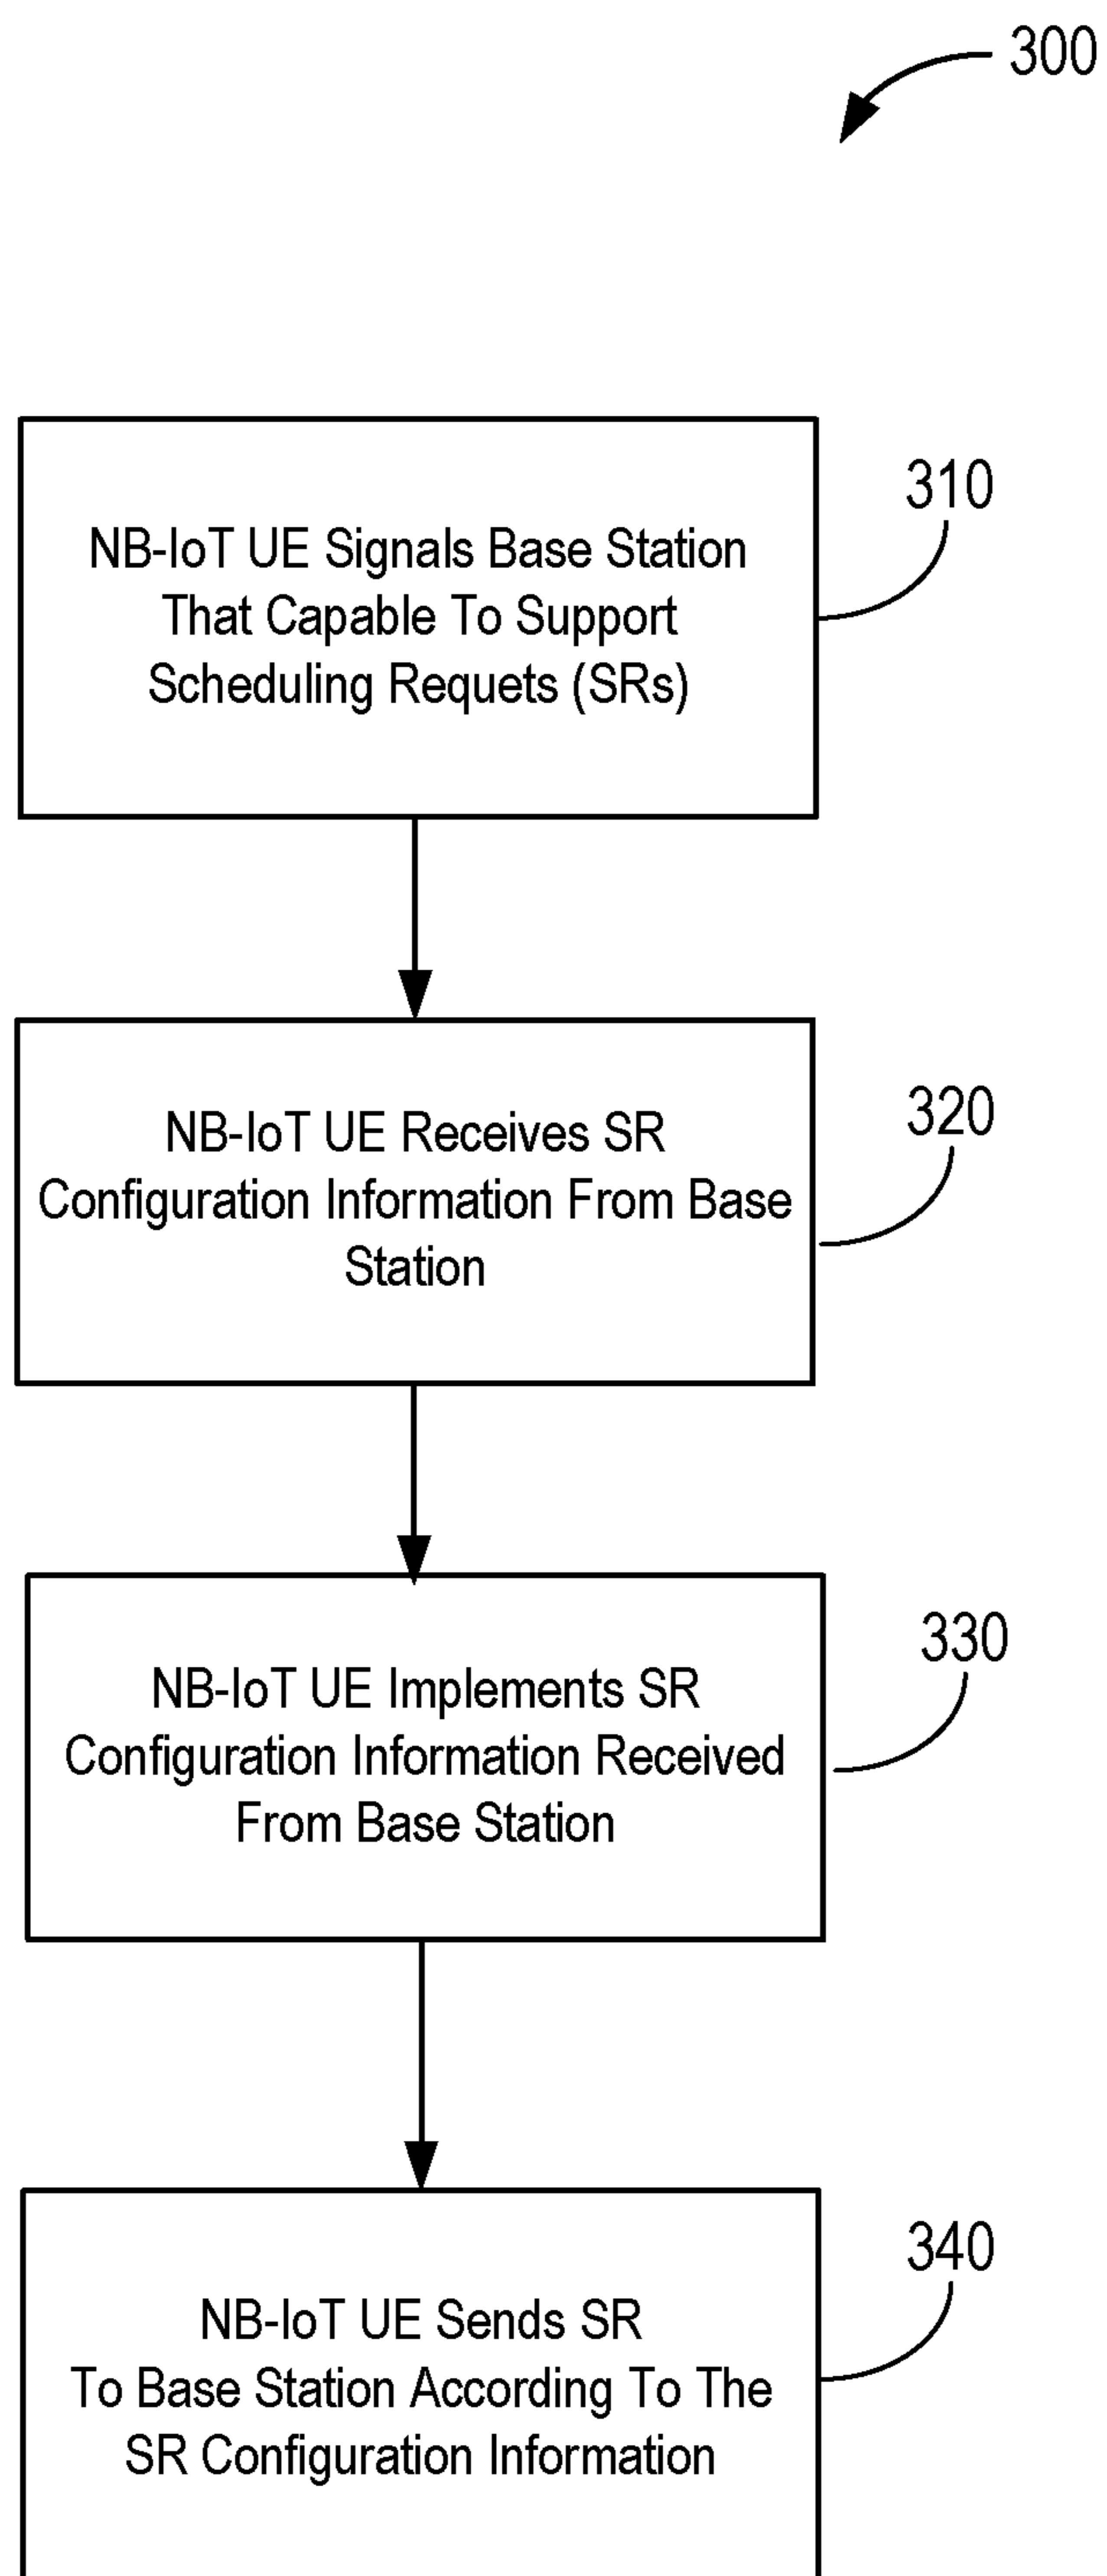 300
310
NB-IoT UE Signals Base Station
That Capable To Support
Scheduling Requets (SRs)
320
NB-IoT UE Receives SR
Configuration Information From Base
Station
330
NB-IoT UE Implements SR
Configuration Information Received
From Base Station
340
NB-IoT UE Sends SR
To Base Station According To The
SR Configuration Information